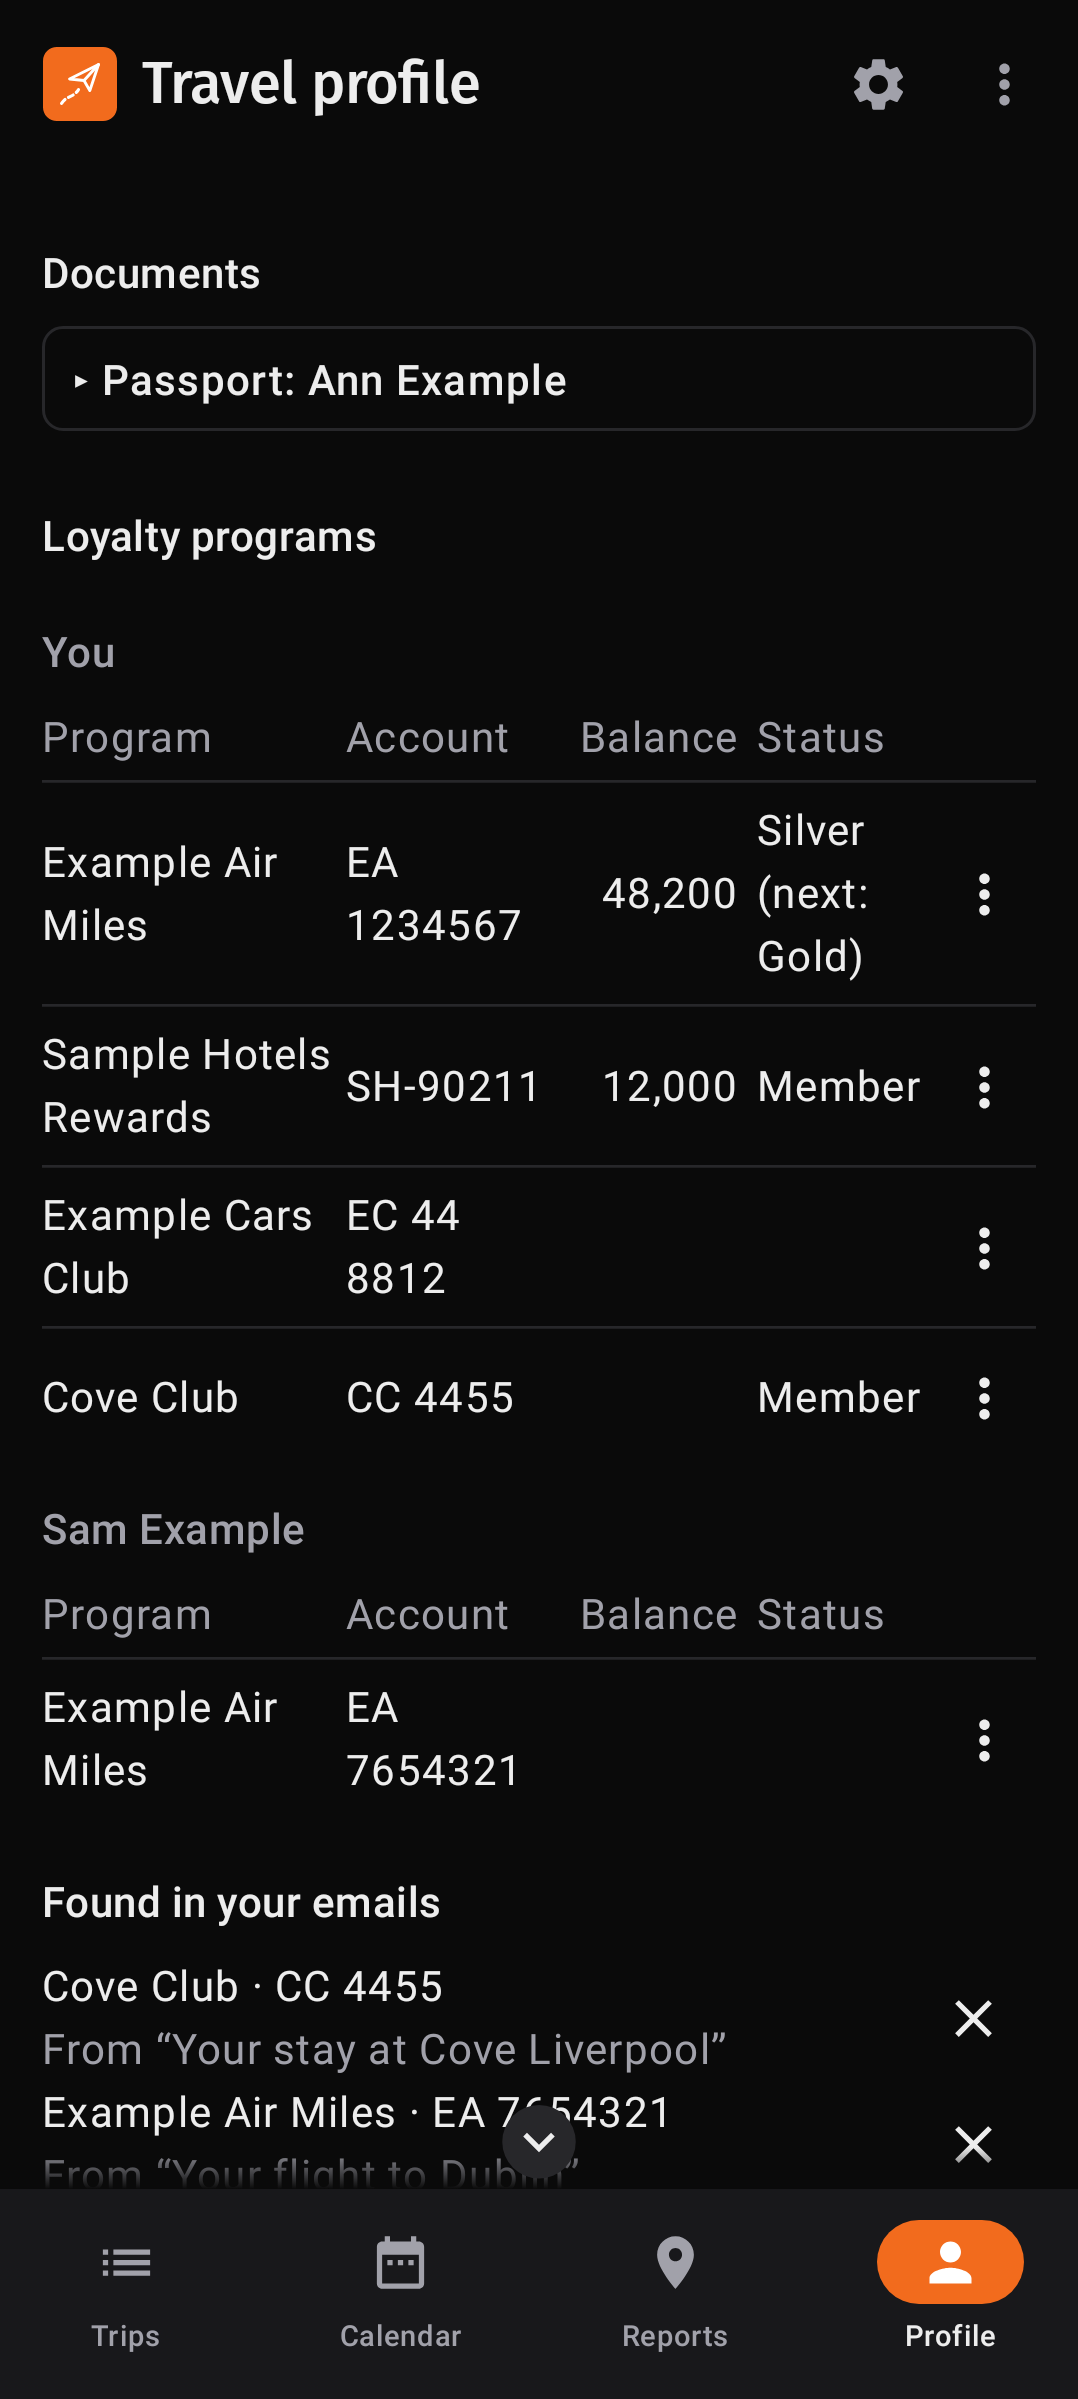 Travel profile
Documents
▸ Passport: Ann Example
Loyalty programs
You
Program Account Balance Status
Example Air Miles EA 1234567 48,200 Silver (next: Gold)
Sample Hotels Rewards SH-90211 12,000 Member
Example Cars Club EC 44 8812
Cove Club CC 4455 Member
Sam Example
Program Account Balance Status
Example Air Miles EA 7654321
Found in your emails
Cove Club · CC 4455
From “Your stay at Cove Liverpool”
Example Air Miles · EA 7654321
From “Your flight to Dublin”
Trips
Calendar
Reports
Profile